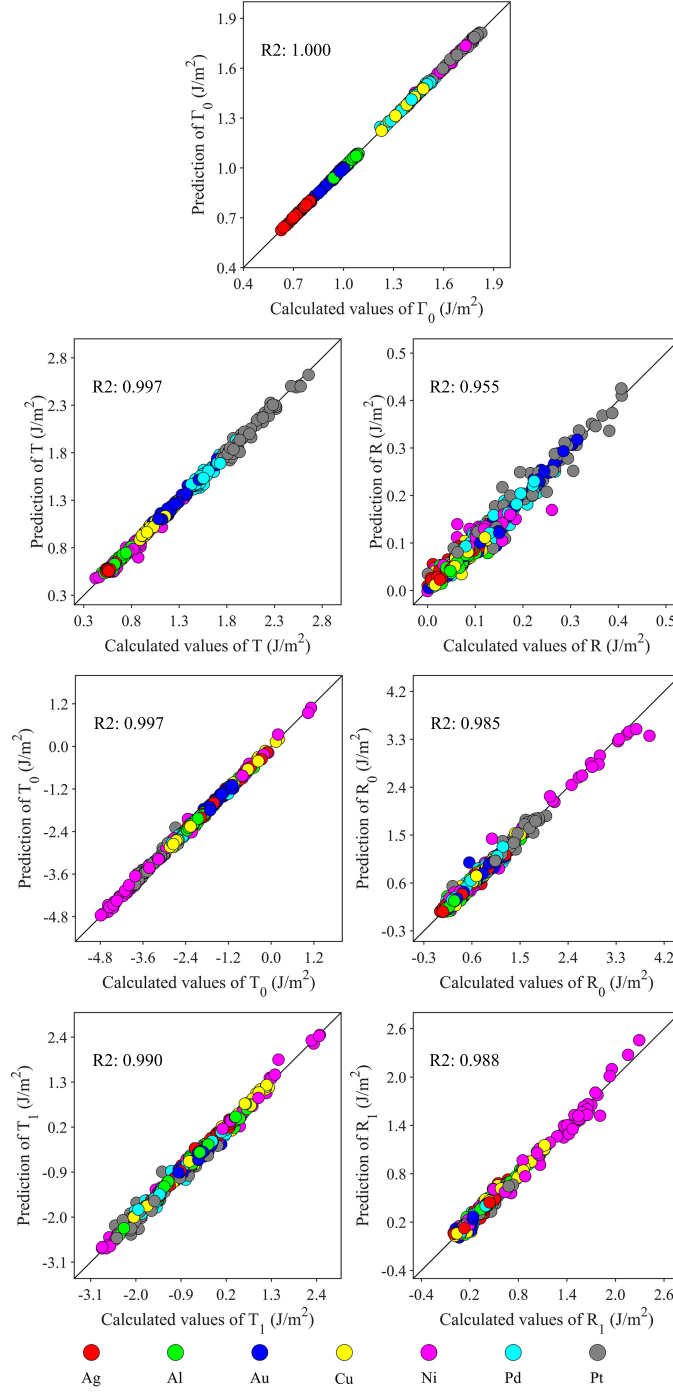 1.9
1.6
1.3
1.0
0.7
0.4
R2: 1.000
Prediction of Γ0 (J/m2)
0.4 0.7 1.0 1.3 1.6 1.9
Calculated values of Γ0 (J/m2)
2.8
2.3
1.8
1.3
0.8
0.3
R2: 0.997
Prediction of T (J/m2)
0.3 0.8 1.3 1.8 2.3 2.8
Calculated values of T (J/m2)
0.5
0.4
0.3
0.2
0.1
0.0
R2: 0.955
Prediction of R (J/m2)
0.0 0.1 0.2 0.3 0.4 0.5
Calculated values of R (J/m2)
1.2
0.0
-1.2
-2.4
-3.6
-4.8
R2: 0.997
Prediction of T0 (J/m2)
-4.8 -3.6 -2.4 -1.2 0.0 1.2
Calculated values of T0 (J/m2)
4.2
3.3
2.4
1.5
0.6
-0.3
R2: 0.985
Prediction of R0 (J/m2)
-0.3 0.6 1.5 2.4 3.3 4.2
Calculated values of R0 (J/m2)
2.4
1.3
0.2
-0.9
-2.0
-3.1
R2: 0.990
Prediction of T1 (J/m2)
-3.1 -2.0 -0.9 0.2 1.3 2.4
Calculated values of T1 (J/m2)
2.6
2.0
1.4
0.8
0.2
-0.4
R2: 0.988
Prediction of R1 (J/m2)
-0.4 0.2 0.8 1.4 2.0 2.6
Calculated values of R1 (J/m2)
Ag Al Au Cu Ni Pd Pt